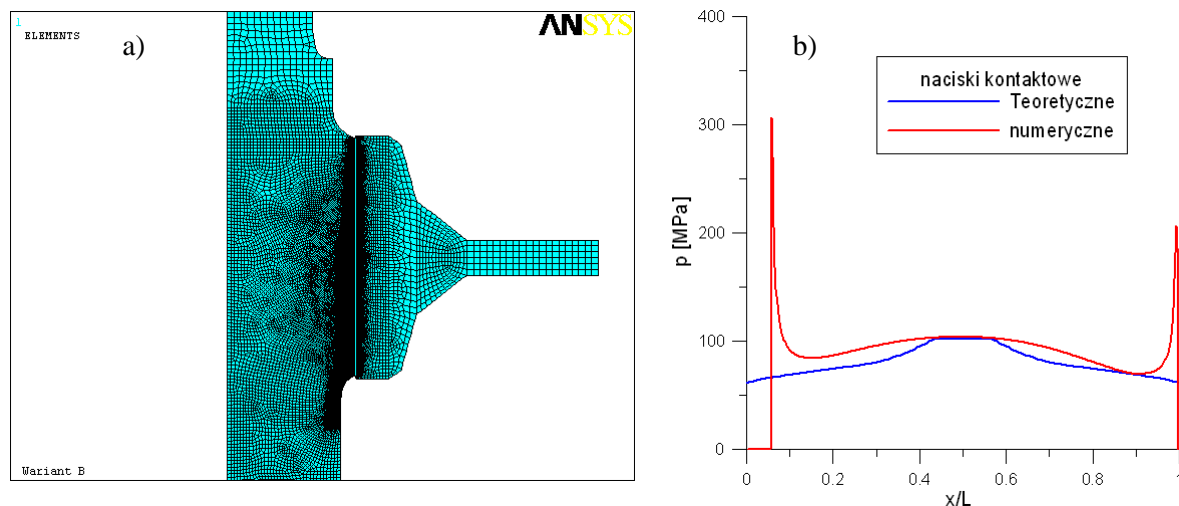 1
ELEMENTS
a)
ANSYS
Wariant B
b)
400
300
200
100
0
p [MPa]
naciski kontaktowe
Teoretyczne
numeryczne
0
0.2
0.4
0.6
0.8
1
x/L